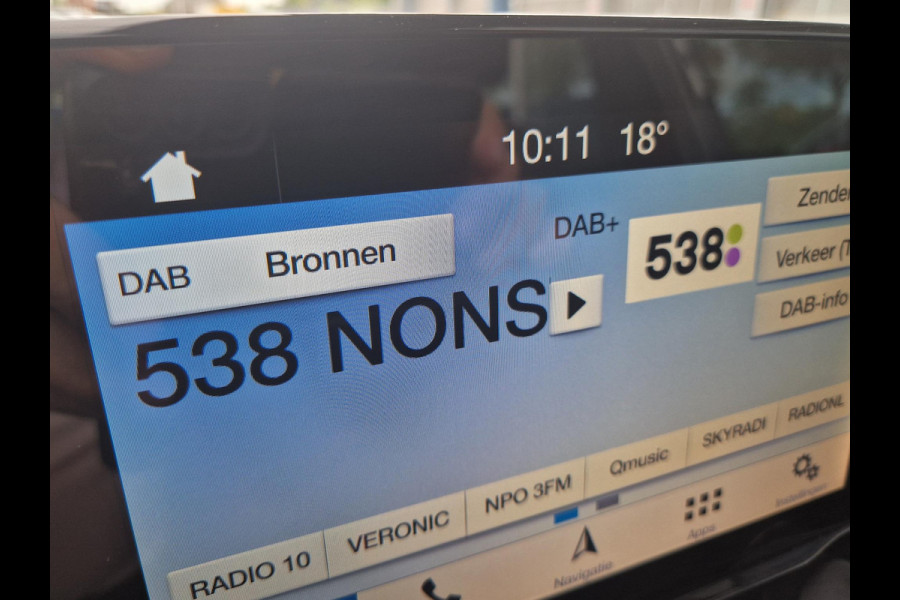 10:11 18°
DAB Bronnen
DAB+
538
Zender
538 NONS
Verkeer (T
DAB-info
RADIO 10
VERONIC
NPO 3FM
Qmusic
SKYRADI
RADIONL
Navigatie
Apps
Instellingen